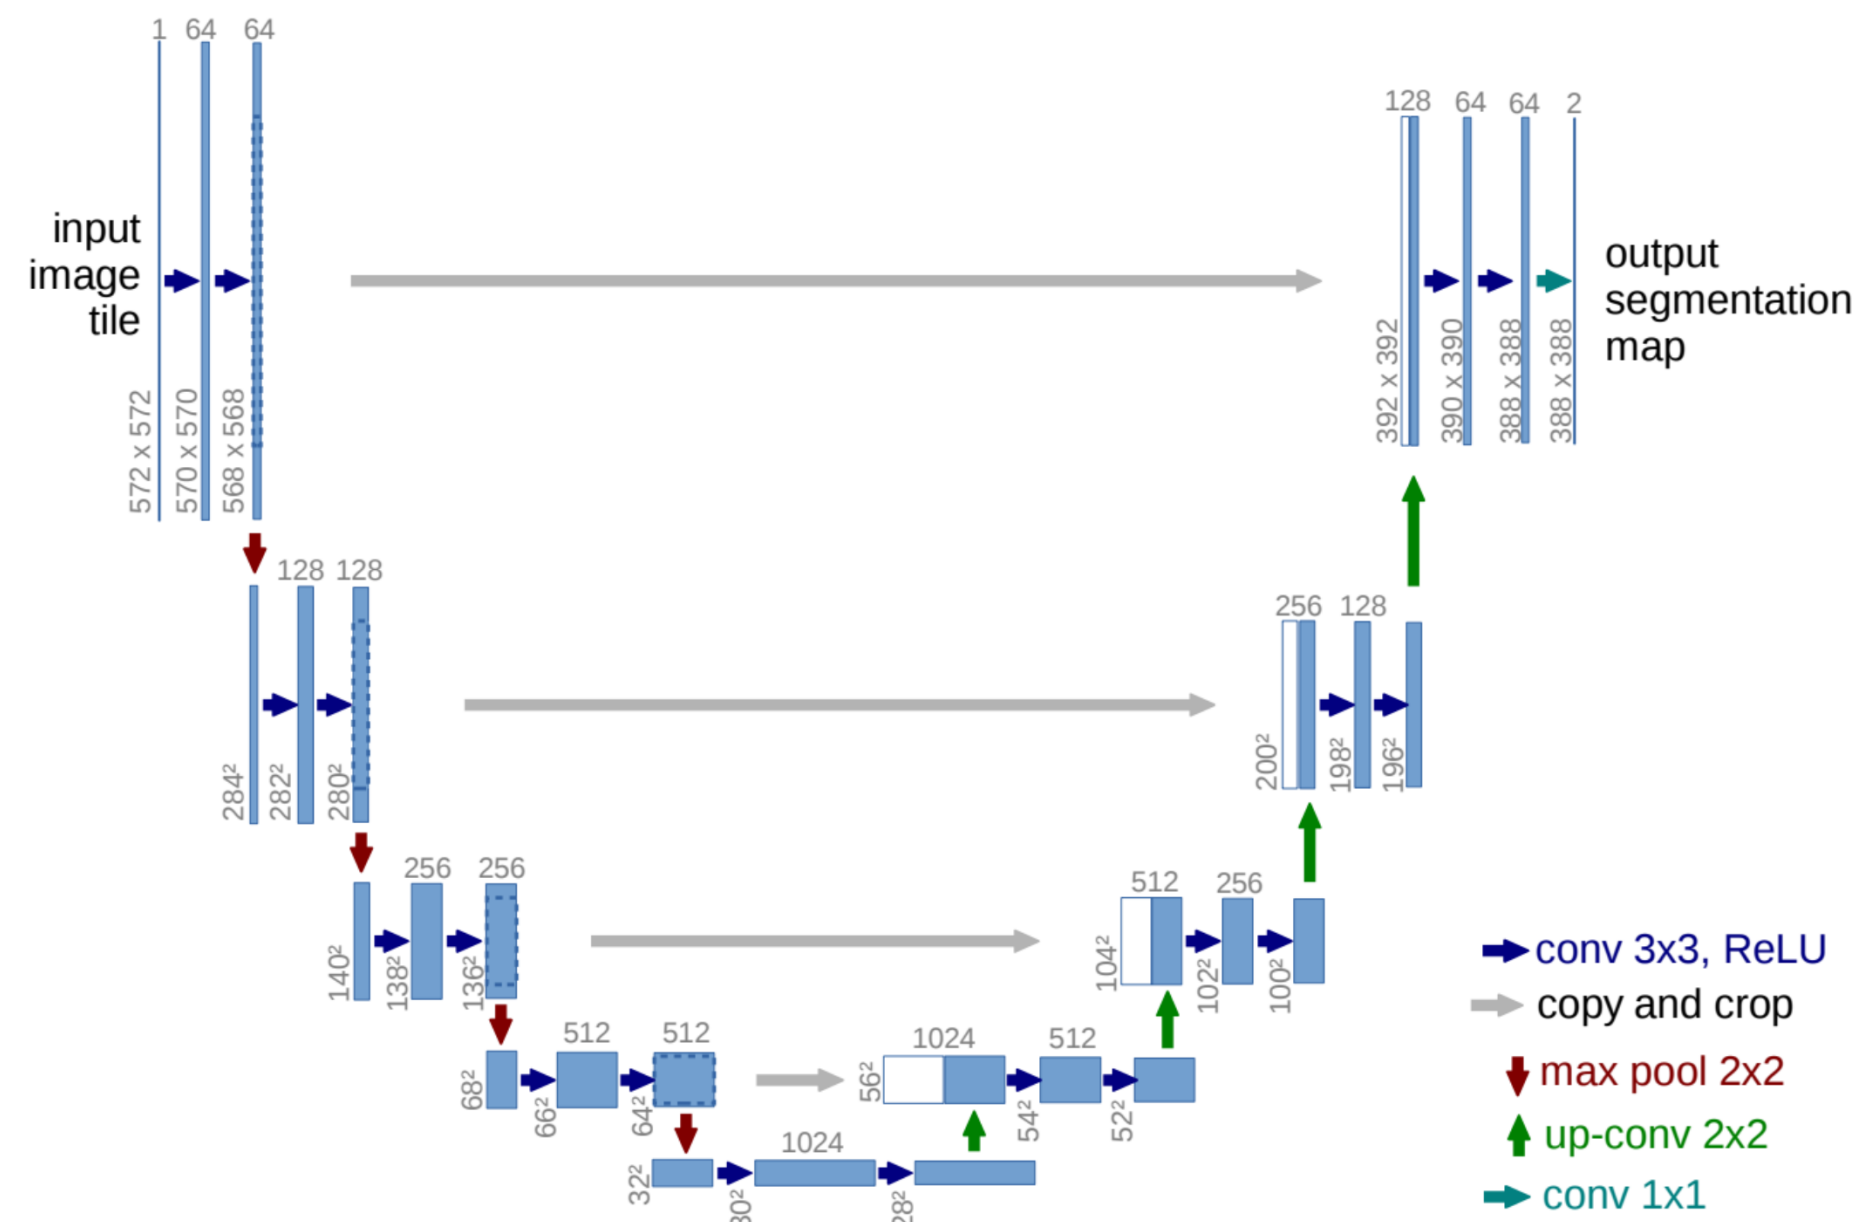 1 64 64
128 64 64 2
input
image
tile
output
segmentation
map
572 x 572
570 x 570
568 x 568
392 x 392
390 x 390
388 x 388
388 x 388
128 128
256 128
284²
282²
280²
200²
198²
196²
256 256
512 256
140²
138²
136²
104²
102²
100²
512 512
1024 512
68²
66²
64²
56²
54²
52²
1024
32²
30²
28²
conv 3x3, ReLU
copy and crop
max pool 2x2
up-conv 2x2
conv 1x1